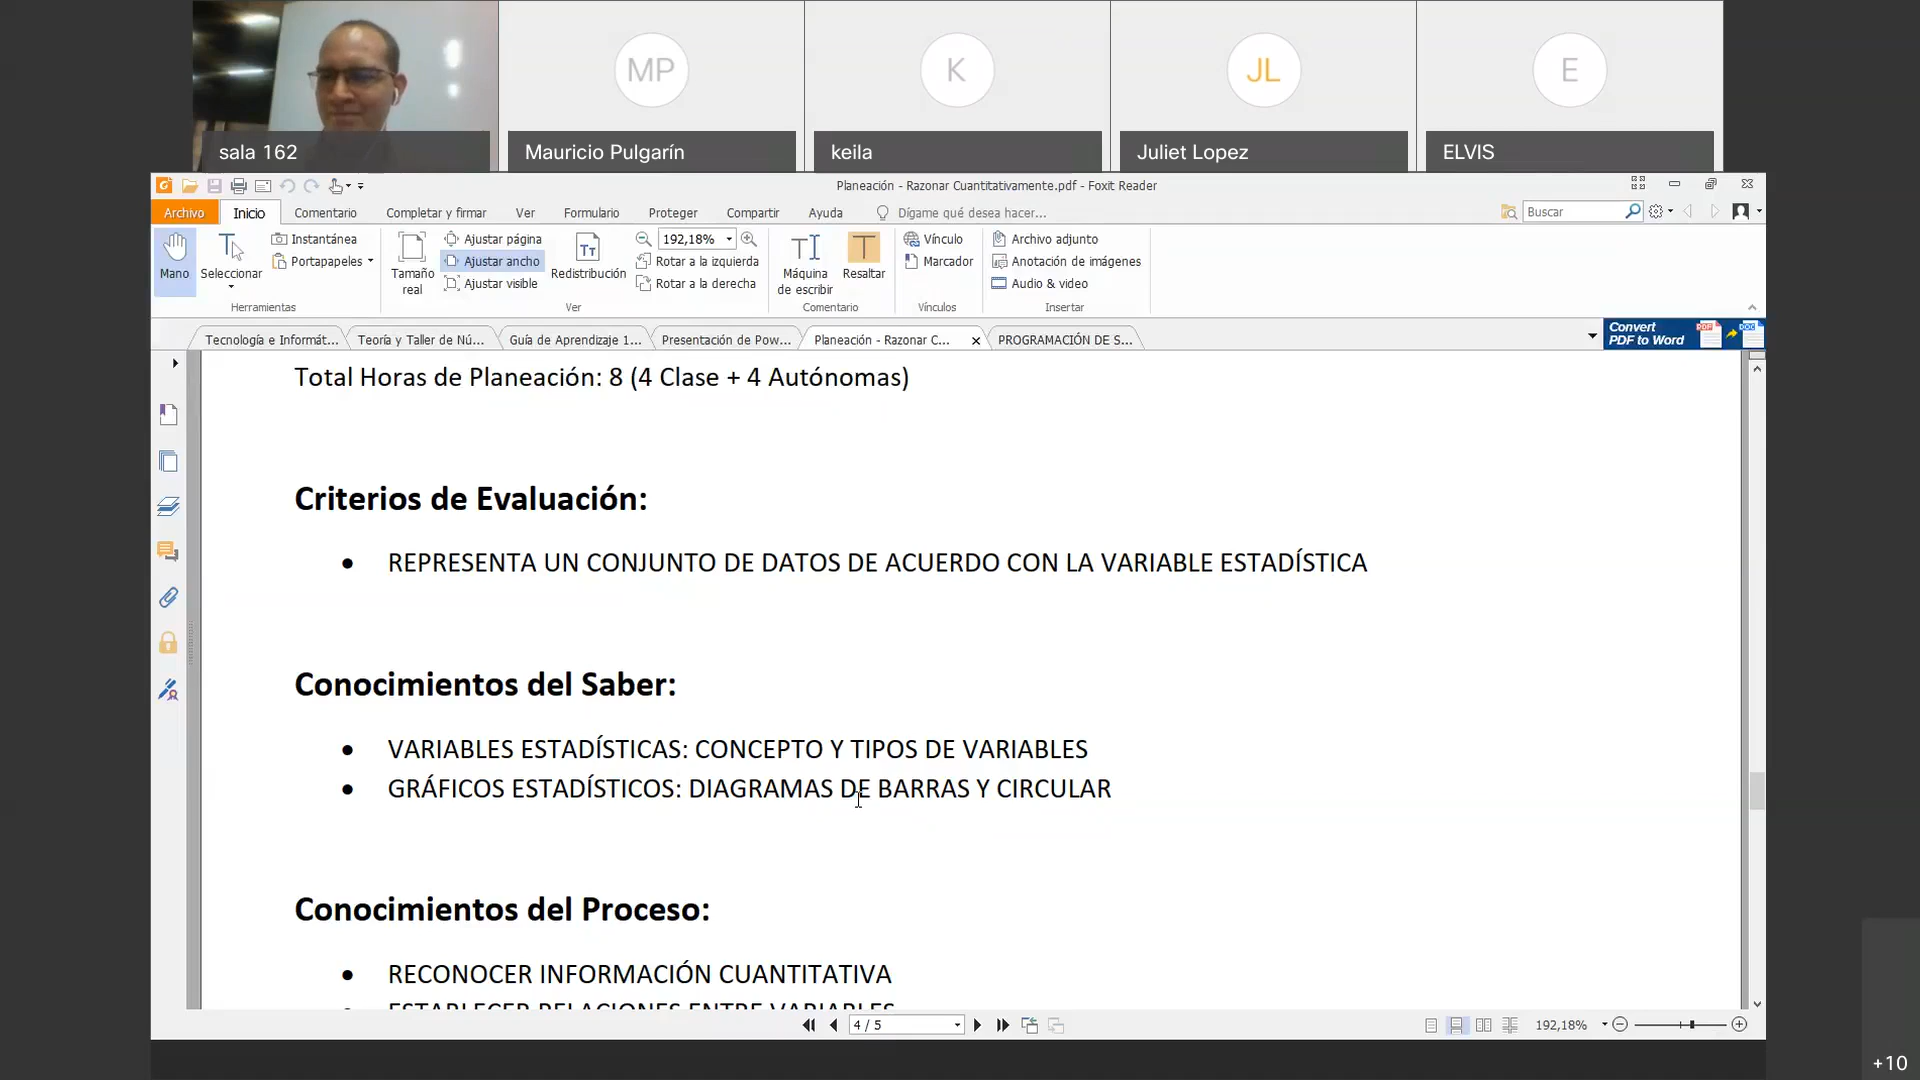 MP
K
JL
E
sala 162
Mauricio Pulgarín
keila
Juliet Lopez
ELVIS
Planeación - Razonar Cuantitativamente.pdf - Foxit Reader
Archivo
Inicio
Comentario
Completar y firmar
Ver
Formulario
Proteger
Compartir
Ayuda
Dígame qué desea hacer...
Buscar
Mano
Seleccionar
Instantánea
Portapapeles
Herramientas
Tamaño real
Ajustar página
Ajustar ancho
Ajustar visible
Redistribución
192,18%
Rotar a la izquierda
Rotar a la derecha
Ver
Máquina de escribir
Resaltar
Comentario
Vínculo
Marcador
Vínculos
Archivo adjunto
Anotación de imágenes
Audio & video
Insertar
Tecnología e Informát...
Teoría y Taller de Nú...
Guía de Aprendizaje 1...
Presentación de Pow...
Planeación - Razonar C...
PROGRAMACIÓN DE S...
Convert
PDF to Word
Total Horas de Planeación: 8 (4 Clase + 4 Autónomas)
Criterios de Evaluación:
• REPRESENTA UN CONJUNTO DE DATOS DE ACUERDO CON LA VARIABLE ESTADÍSTICA
Conocimientos del Saber:
• VARIABLES ESTADÍSTICAS: CONCEPTO Y TIPOS DE VARIABLES
• GRÁFICOS ESTADÍSTICOS: DIAGRAMAS DE BARRAS Y CIRCULAR
Conocimientos del Proceso:
• RECONOCER INFORMACIÓN CUANTITATIVA
• ESTABLECER RELACIONES ENTRE VARIABLES
4 / 5
192,18%
+10